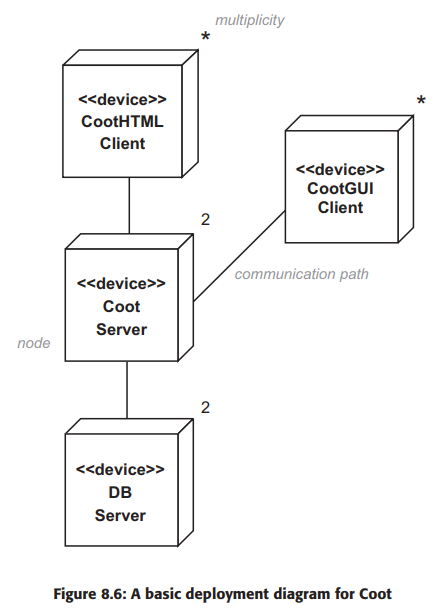 multiplicity
*
<<device>>
CootHTML
Client
*
<<device>>
CootGUI
Client
2
<<device>>
Coot
Server
communication path
node
2
<<device>>
DB
Server
Figure 8.6: A basic deployment diagram for Coot